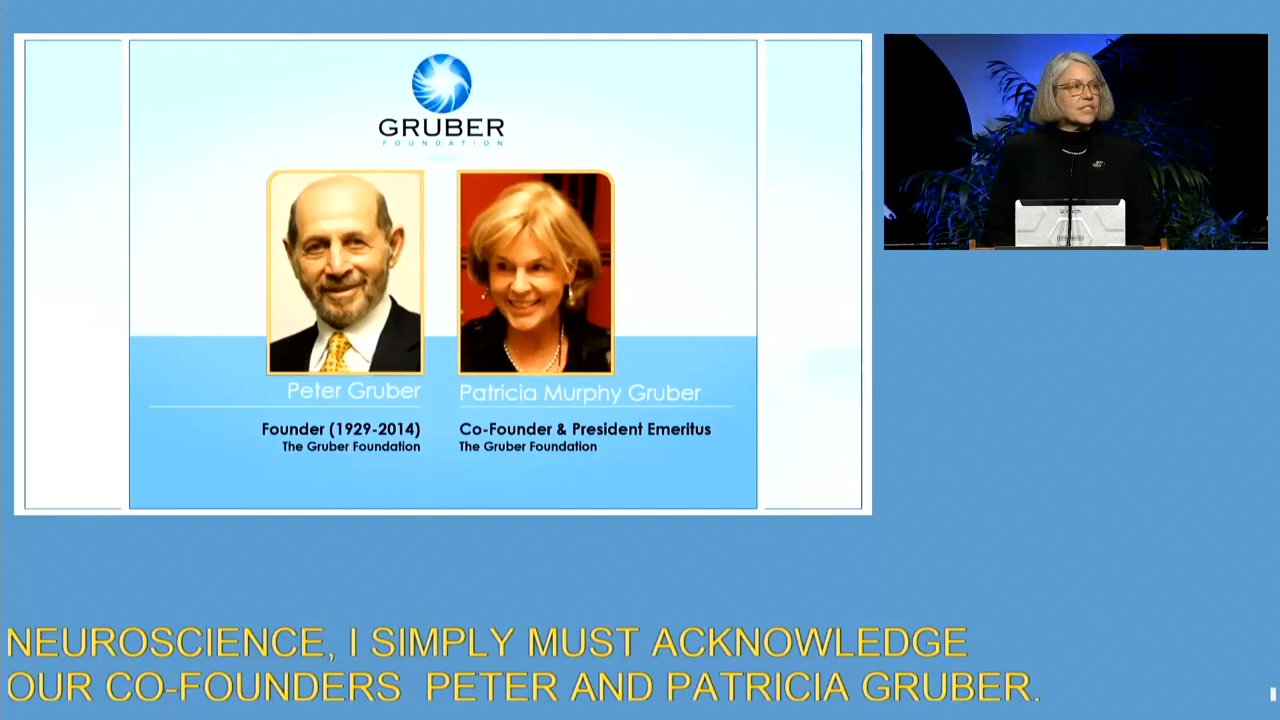 GRUBER
FOUNDATION
Peter Gruber
Founder (1929-2014)
The Gruber Foundation
Patricia Murphy Gruber
Co-Founder & President Emeritus
The Gruber Foundation
NEUROSCIENCE, I SIMPLY MUST ACKNOWLEDGE
OUR CO-FOUNDERS  PETER AND PATRICIA GRUBER.